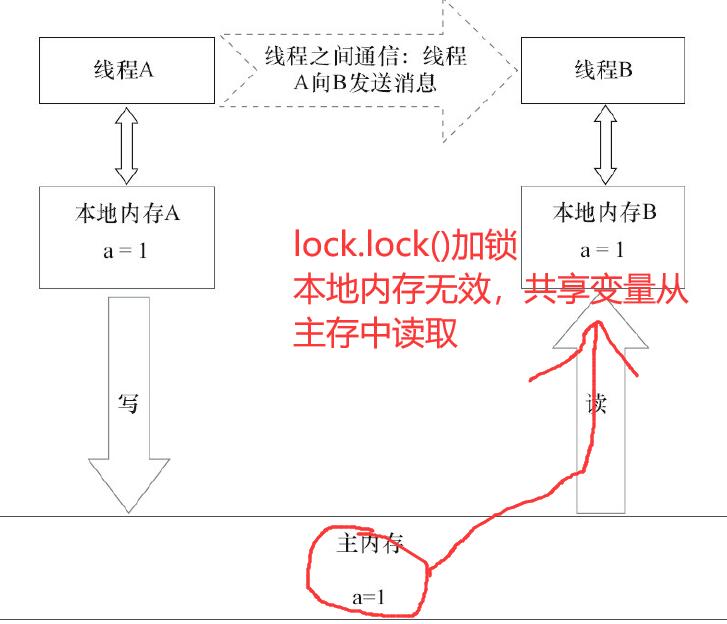 线程A
线程之间通信：线程
A向B发送消息
线程B
本地内存A
a = 1
本地内存B
a = 1
lock.lock()加锁
本地内存无效，共享变量从
主存中读取
写
读
主内存
a=1